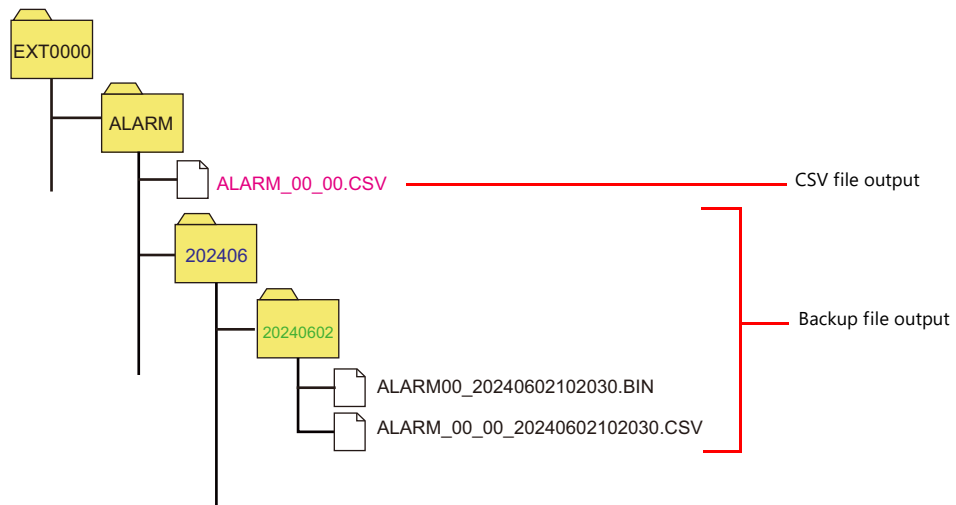 EXT0000
ALARM
ALARM_00_00.CSV
CSV file output
202406
20240602
Backup file output
ALARM00_20240602102030.BIN
ALARM_00_00_20240602102030.CSV